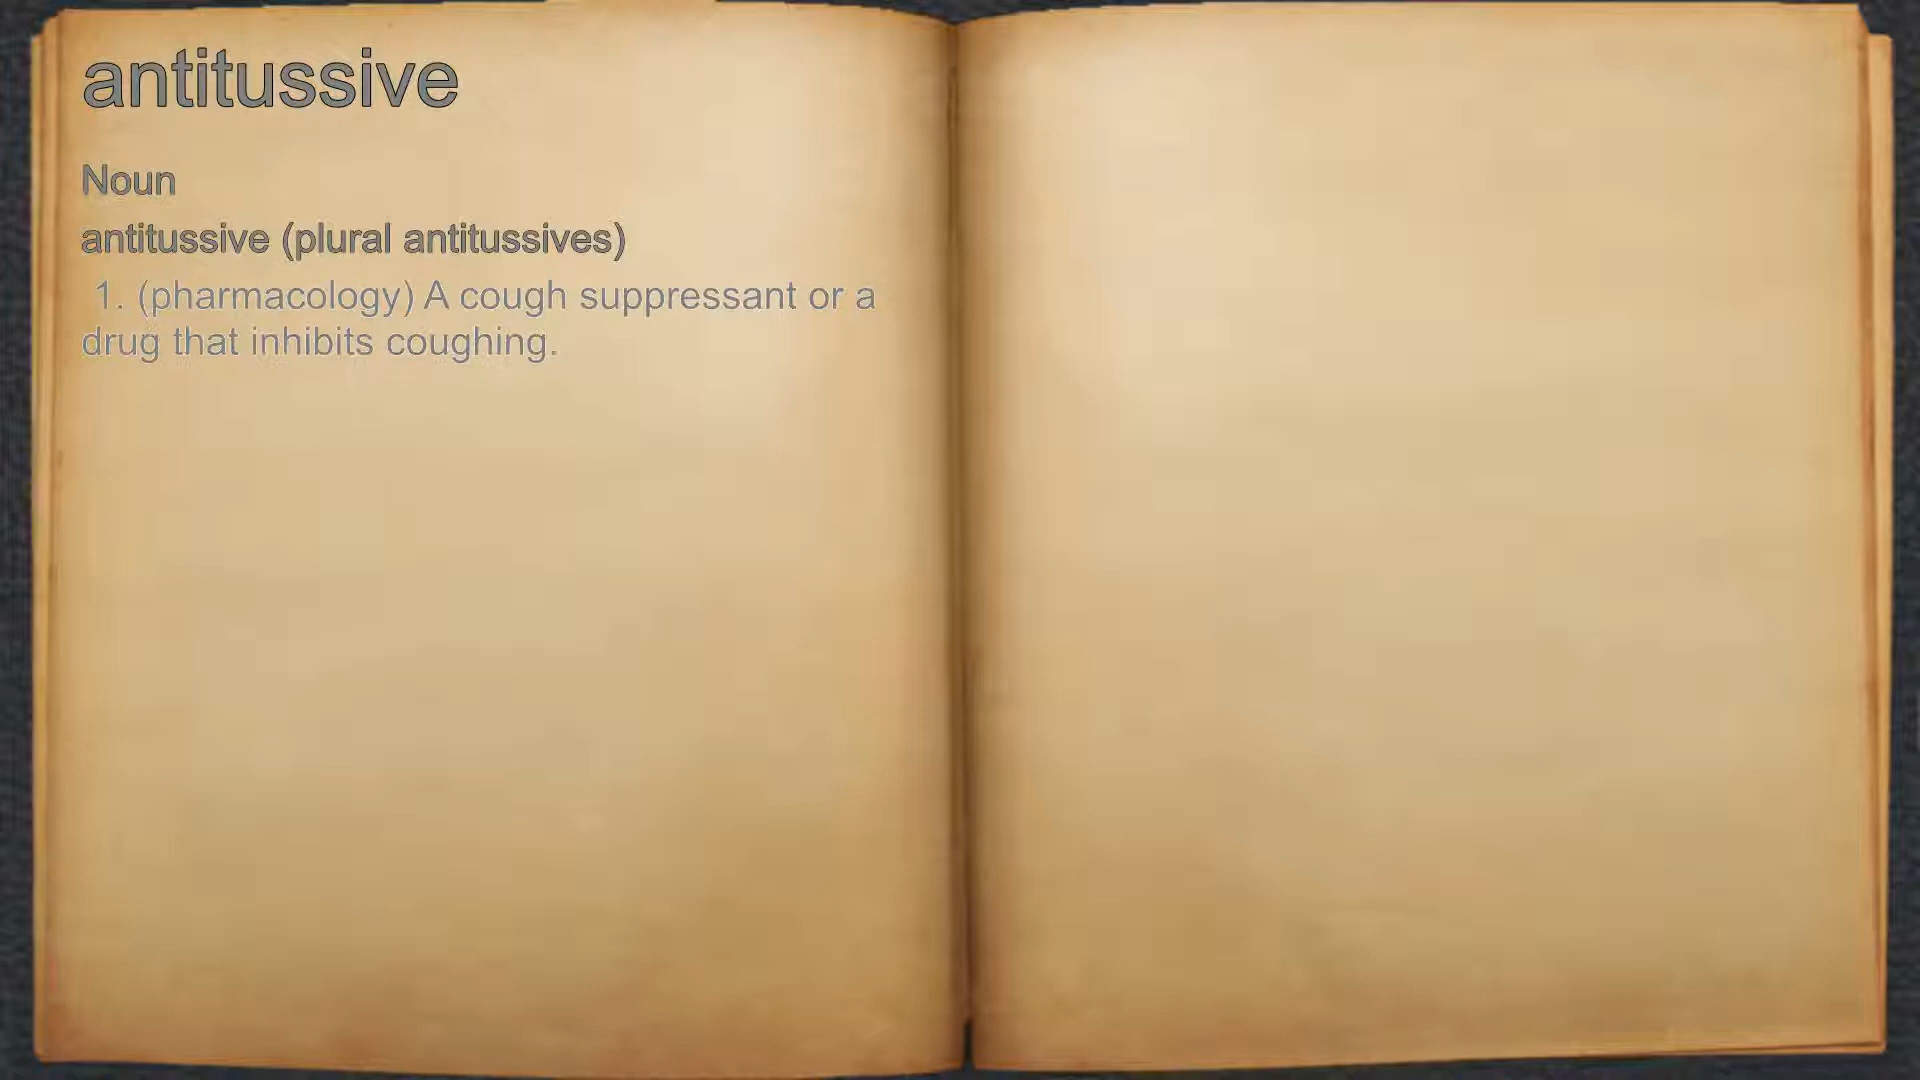 antitussive
Noun
antitussive (plural antitussives)
1. (pharmacology) A cough suppressant or a
drug that inhibits coughing.